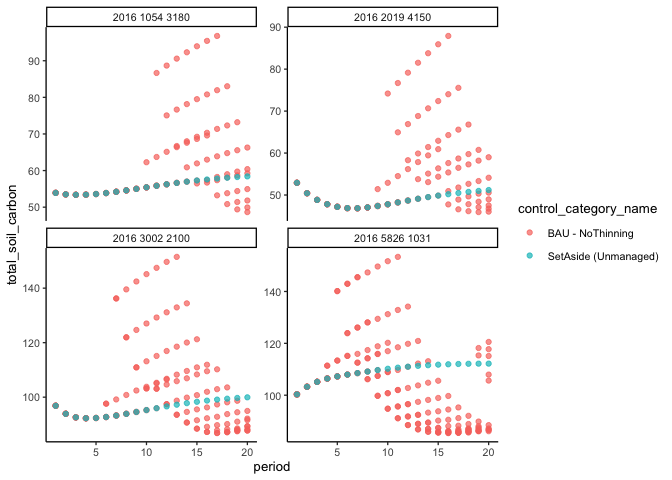 2016 1054 3180
2016 2019 4150
90
80
70
60
50
90
80
70
60
50
total_soil_carbon
control_category_name
BAU - NoThinning
SetAside (Unmanaged)
2016 3002 2100
2016 5826 1031
140
120
100
140
120
100
5 10 15 20
5 10 15 20
period